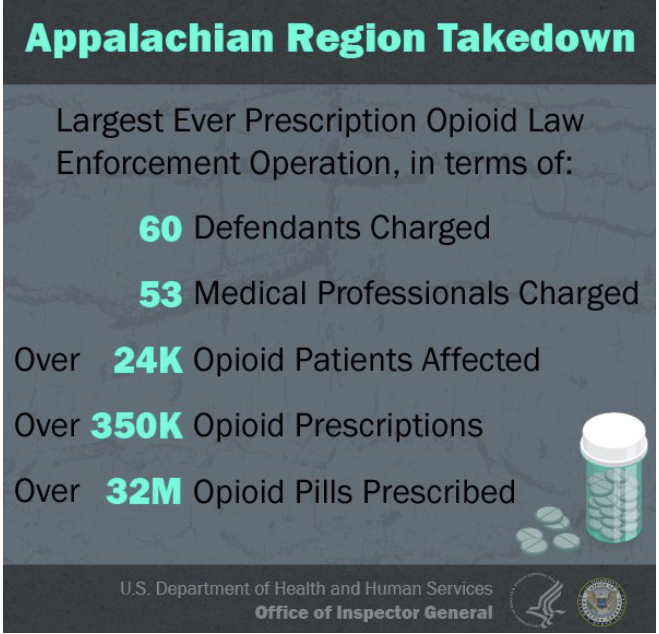 Appalachian Region Takedown
Largest Ever Prescription Opioid Law
Enforcement Operation, in terms of:
60 Defendants Charged
53 Medical Professionals Charged
Over 24K Opioid Patients Affected
Over 350K Opioid Prescriptions
Over 32M Opioid Pills Prescribed
U.S. Department of Health and Human Services
Office of Inspector General